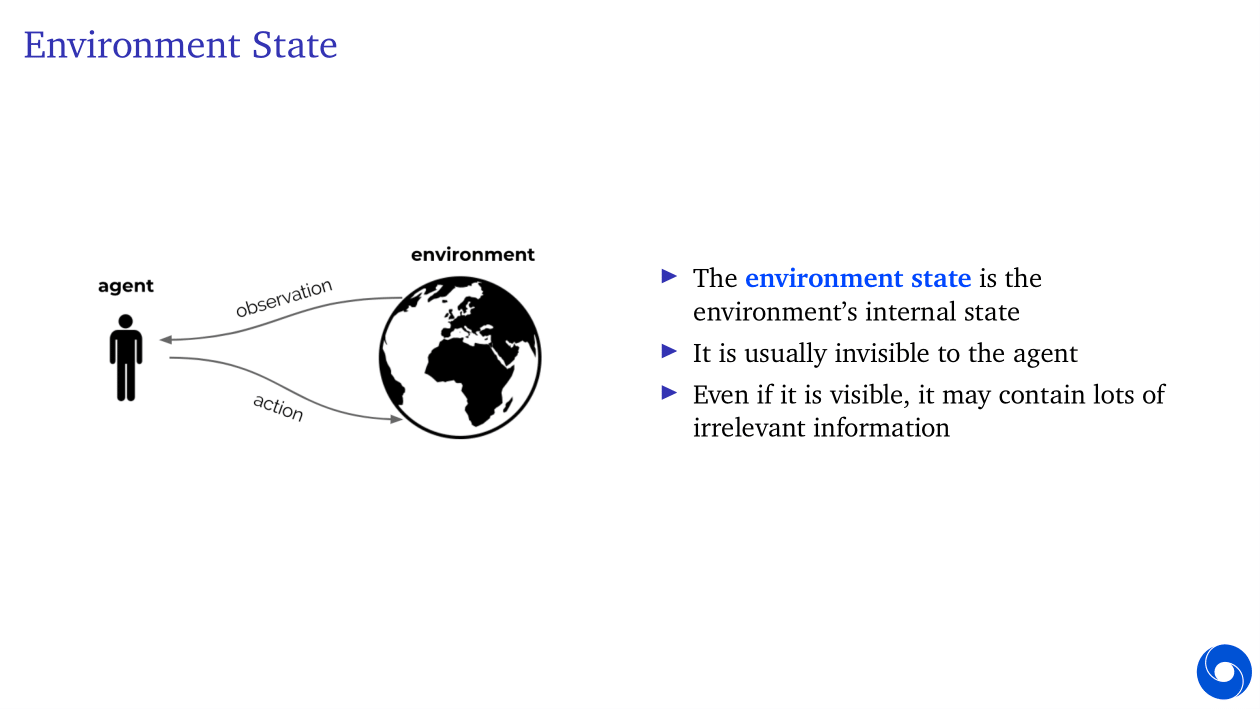 Environment State
agent
environment
observation
action
► The environment state is the
environment’s internal state
► It is usually invisible to the agent
► Even if it is visible, it may contain lots of
irrelevant information